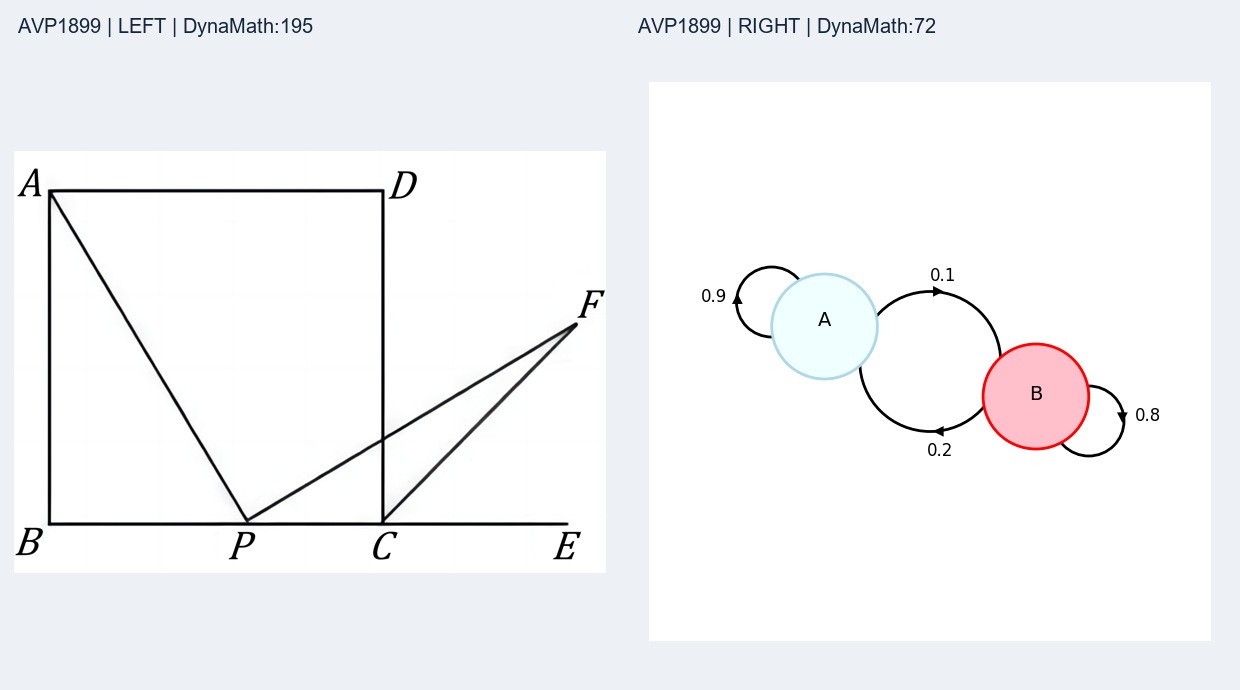 AVP1899 | LEFT | DynaMath:195
A
D
F
B
P
C
E
AVP1899 | RIGHT | DynaMath:72
0.1
0.9
A
B
0.8
0.2